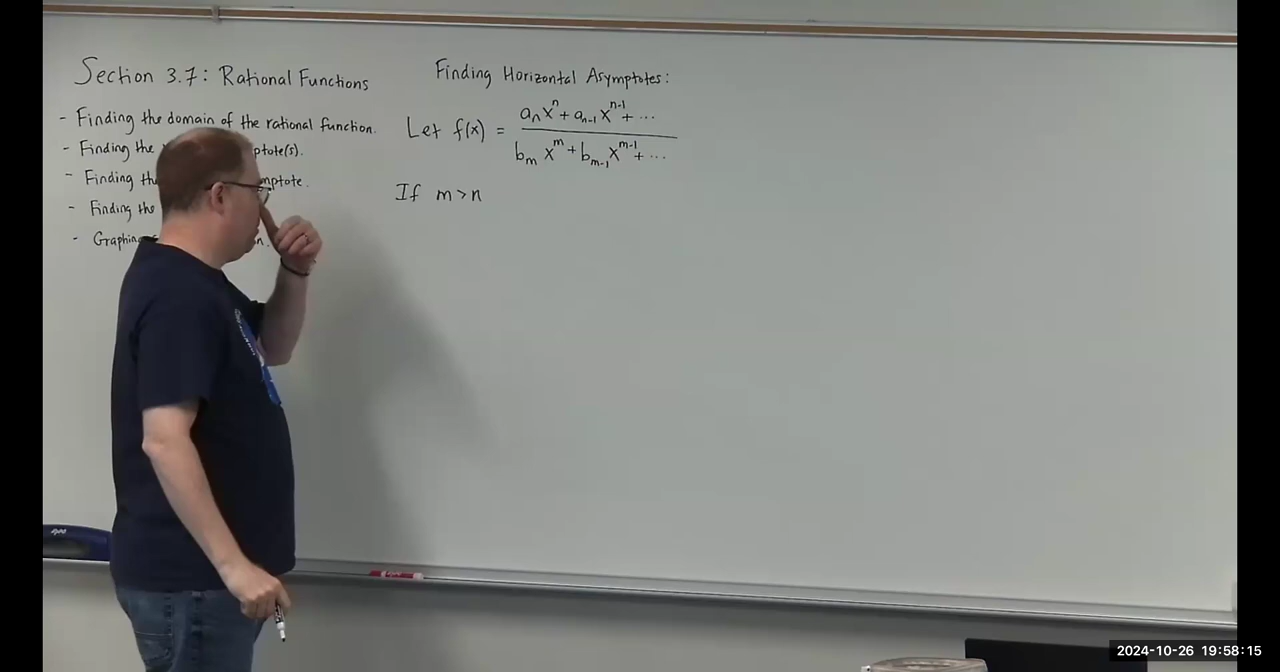 Section 3.7: Rational Functions
- Finding the domain of the rational function.
- Finding the ptote(s).
- Finding the mptote.
- Finding the
- Graphing n.
Finding Horizontal Asymptotes:
Let f(x) = (aₙxⁿ + aₙ₋₁xⁿ⁻¹ + ...) / (bₘxᵐ + bₘ₋₁xᵐ⁻¹ + ...)
If m > n
expo
2024-10-26 19:58:15